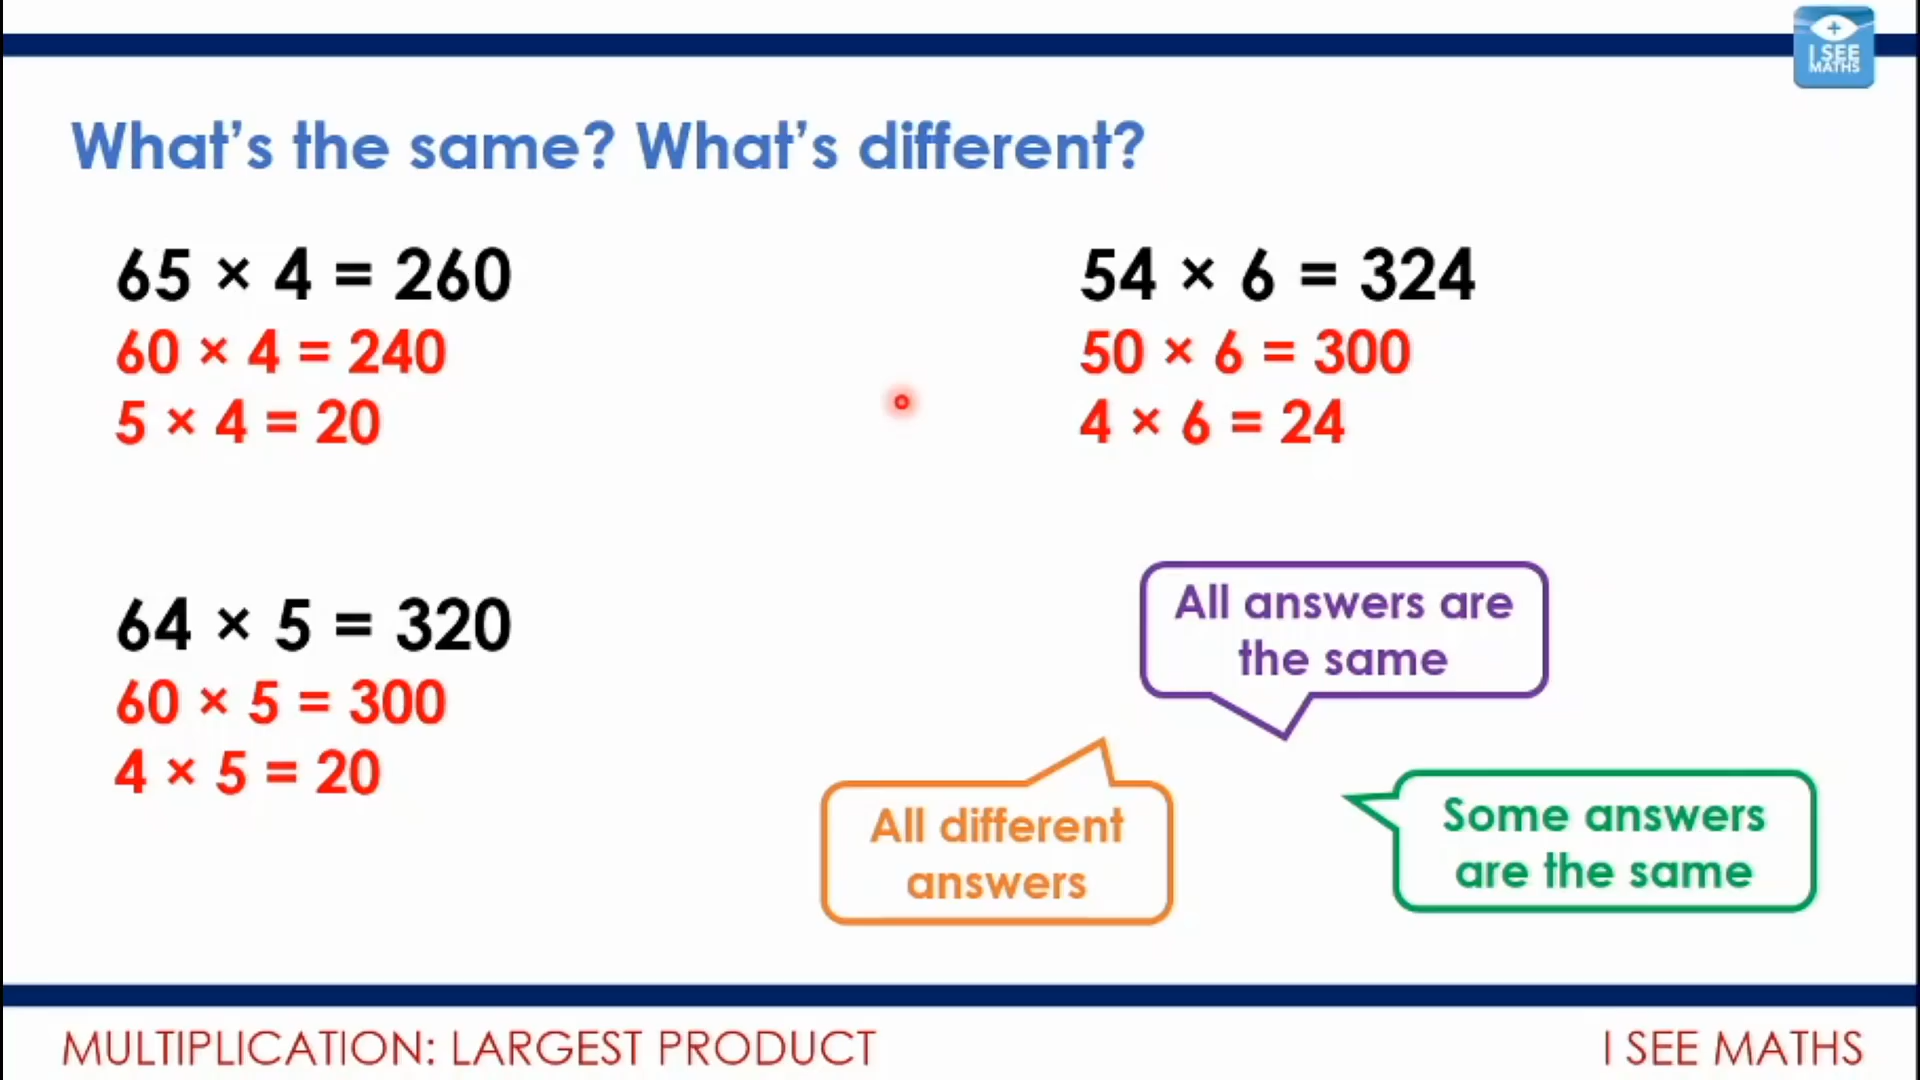 I SEE
MATHS
What's the same? What's different?
65 × 4 = 260
60 × 4 = 240
5 × 4 = 20
54 × 6 = 324
50 × 6 = 300
4 × 6 = 24
64 × 5 = 320
60 × 5 = 300
4 × 5 = 20
All answers are
the same
All different
answers
Some answers
are the same
MULTIPLICATION: LARGEST PRODUCT
I SEE MATHS